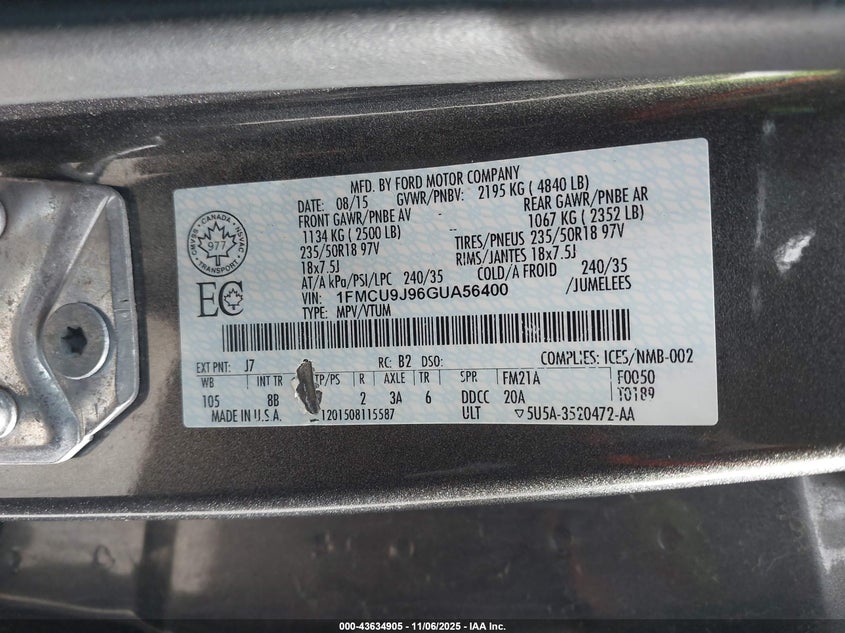 MFD. BY FORD MOTOR COMPANY
DATE: 08/15 GVWR/PNBV: 2195 KG ( 4840 LB)
FRONT GAWR/PNBE AV REAR GAWR/PNBE AR
1134 KG ( 2500 LB) 1067 KG ( 2352 LB)
235/50R18 97V TIRES/PNEUS 235/50R18 97V
18x7.5J RIMS/JANTES 18x7.5J
AT/A kPa/PSI/LPC 240/35 COLD/A FROID 240/35
VIN: 1FMCU9J96GUA56400 /JUMELEES
TYPE: MPV/VTUM
CMVSS - CANADA - NSVAC
977
TRANSPORT
EC
EXT PNT: J7 RC: B2 DSO: COMPLIES: ICES/NMB-002
WB INT TR TP/PS R AXLE TR SPR FM21A F0050
105 8B 2 3A 6 DDCC 20A T0189
MADE IN U.S.A. 1201508115587 ULT ▽5U5A-3520472-AA
000-43634905 - 11/06/2025 - IAA Inc.